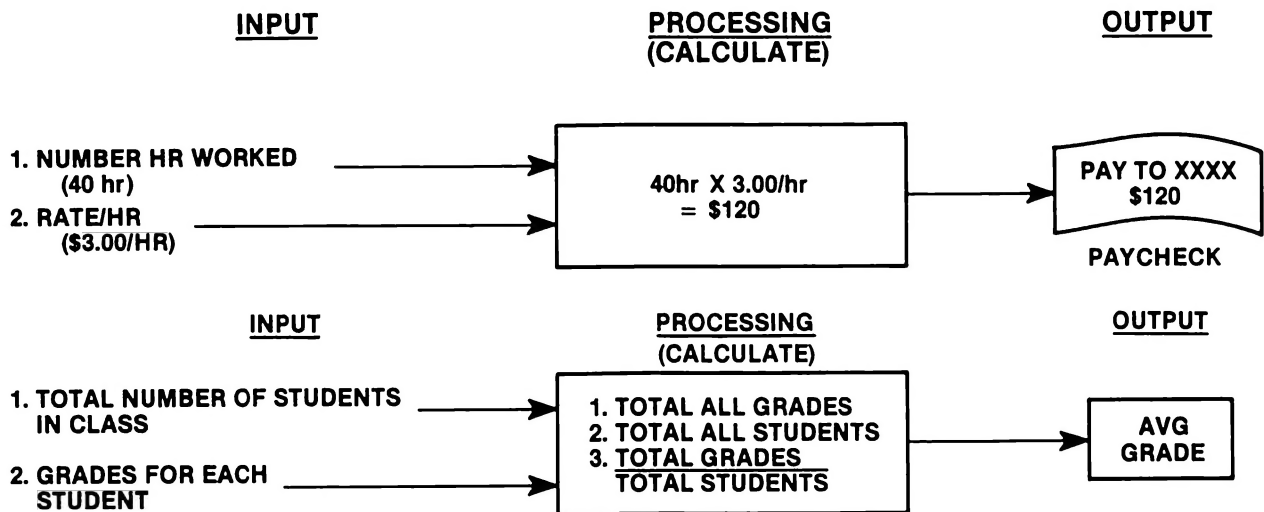 INPUT
PROCESSING
(CALCULATE)
OUTPUT
1. NUMBER HR WORKED
(40 hr)
2. RATE/HR
($3.00/HR)
40hr X 3.00/hr
= $120
PAY TO XXXX
$120
PAYCHECK
INPUT
PROCESSING
(CALCULATE)
OUTPUT
1. TOTAL NUMBER OF STUDENTS
IN CLASS
2. GRADES FOR EACH
STUDENT
1. TOTAL ALL GRADES
2. TOTAL ALL STUDENTS
3. TOTAL GRADES
TOTAL STUDENTS
AVG
GRADE